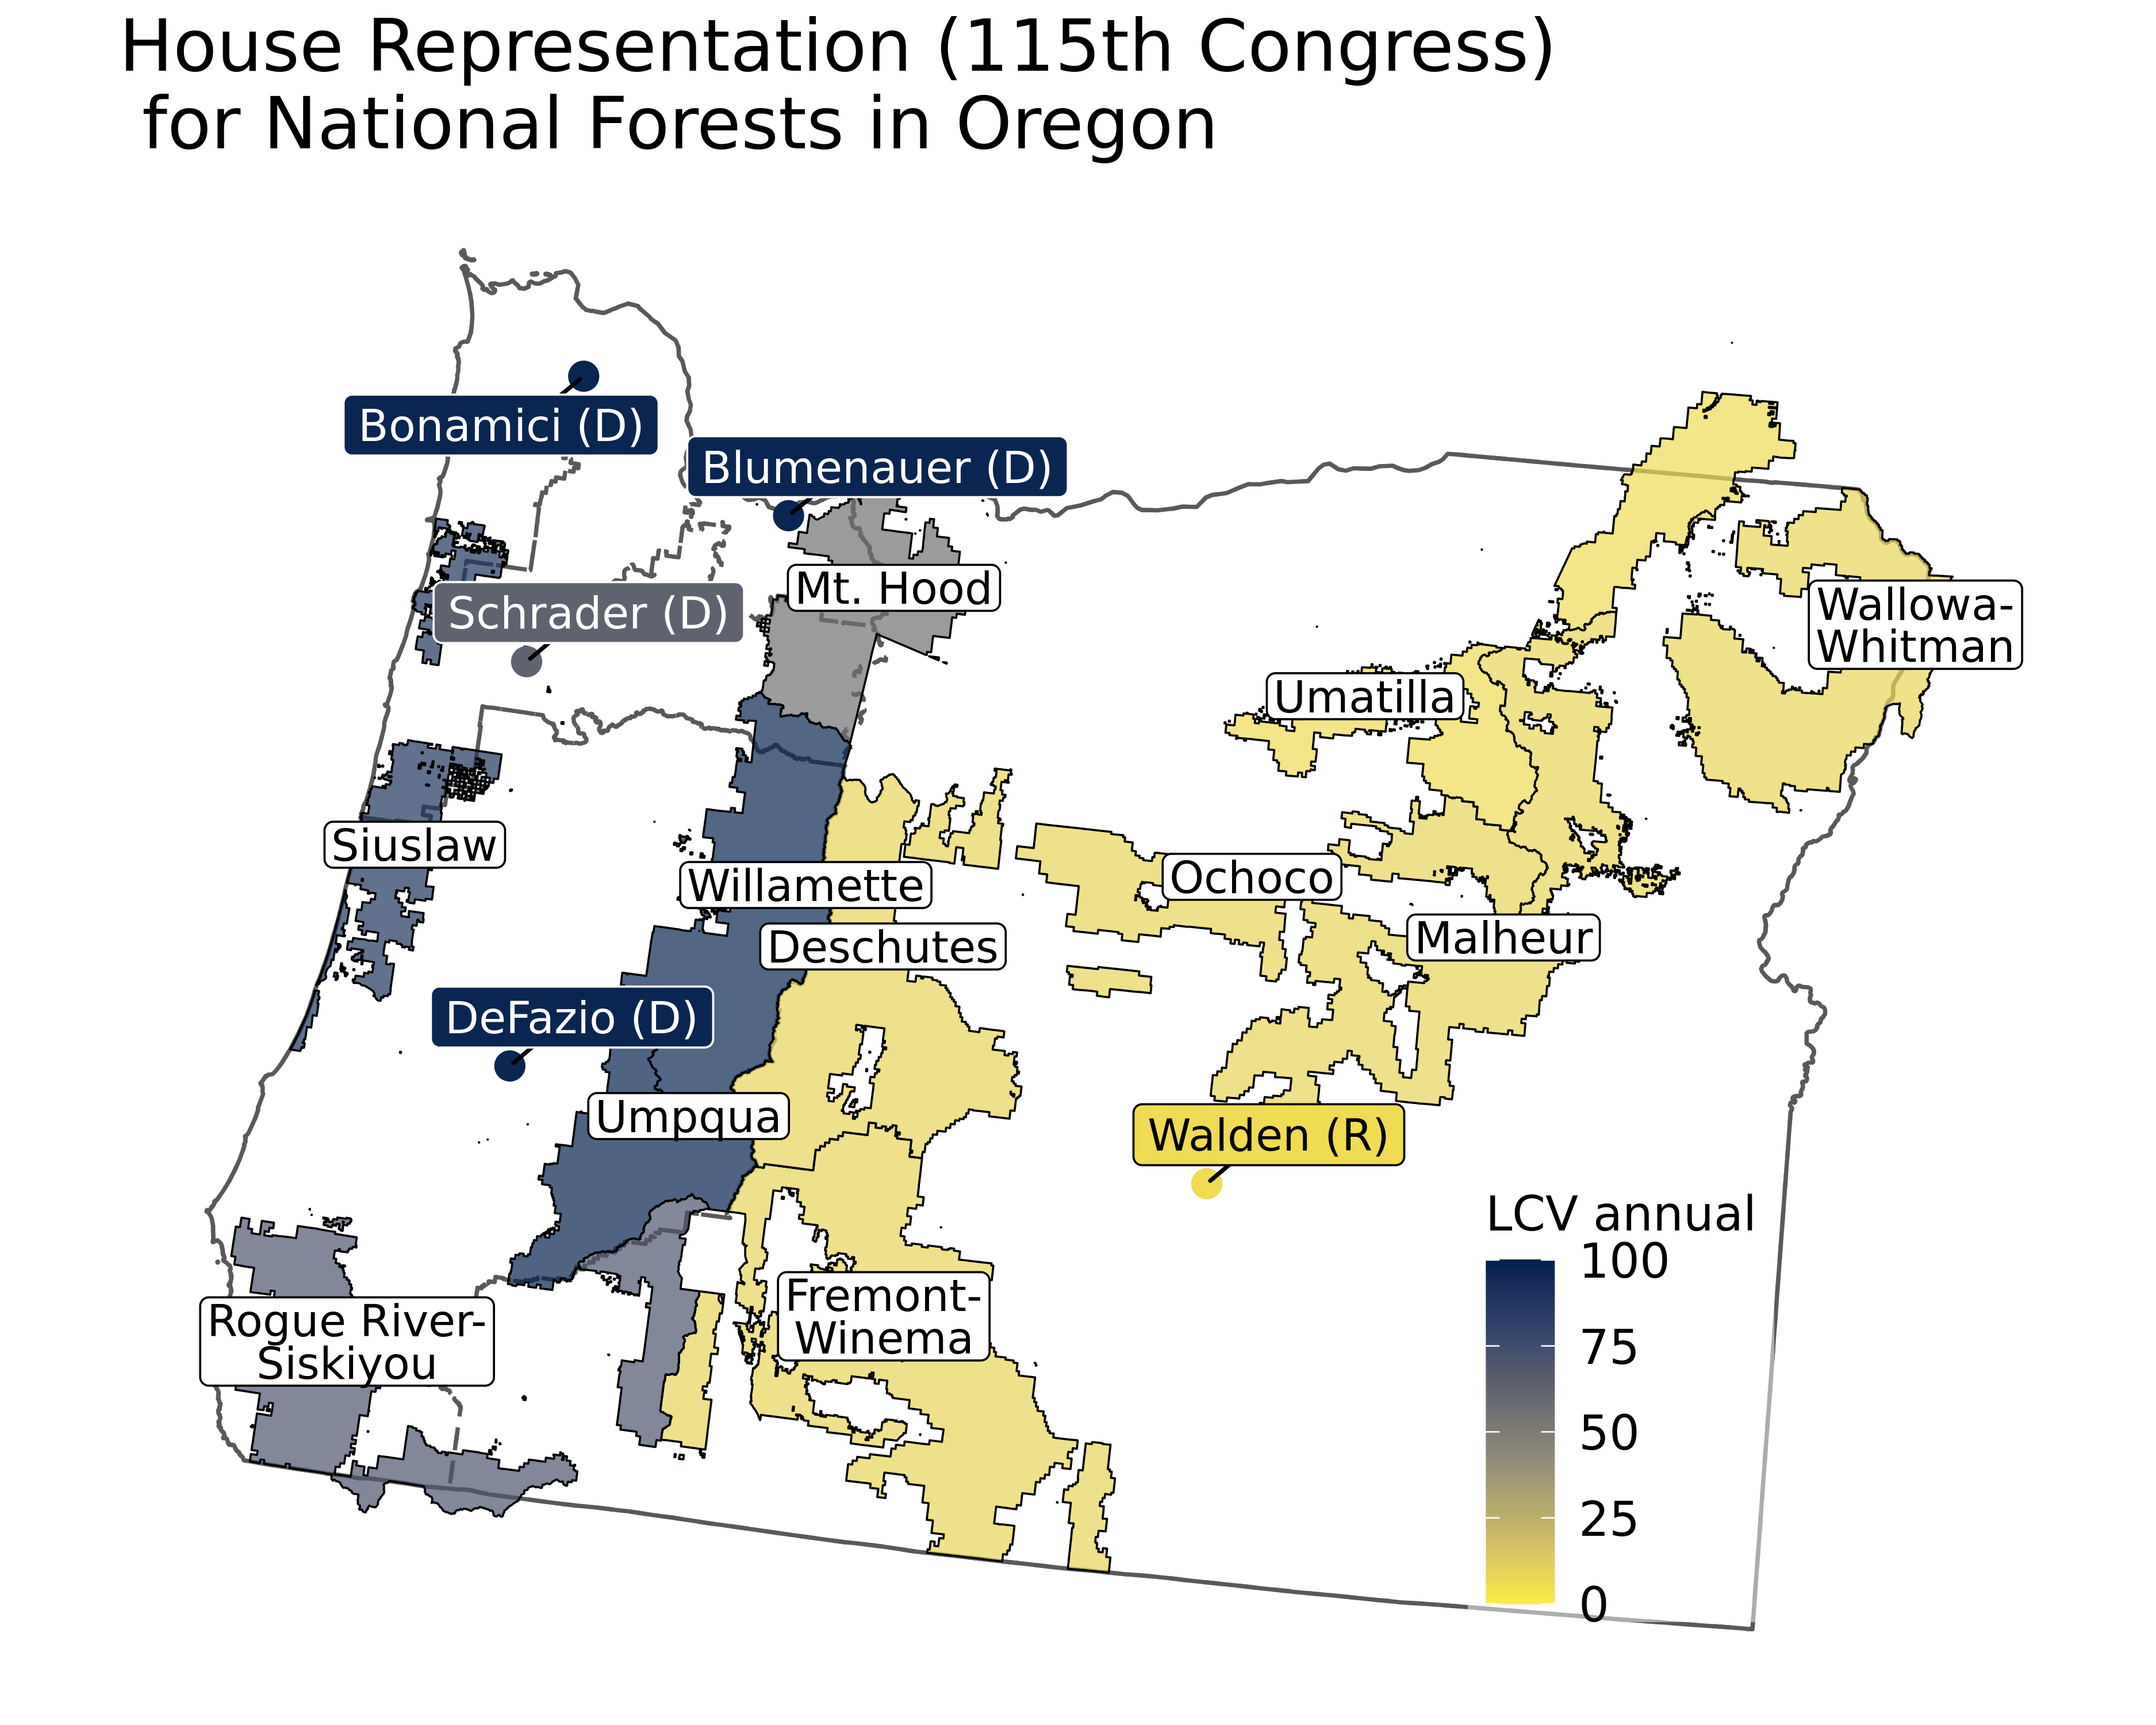 House Representation (115th Congress)
for National Forests in Oregon
Bonamici (D)
Blumenauer (D)
Schrader (D)
Mt. Hood
Wallowa-
Whitman
Umatilla
Siuslaw
Willamette
Ochoco
Deschutes
Malheur
DeFazio (D)
Umpqua
Walden (R)
Rogue River-
Siskiyou
Fremont-
Winema
LCV annual
100
75
50
25
0